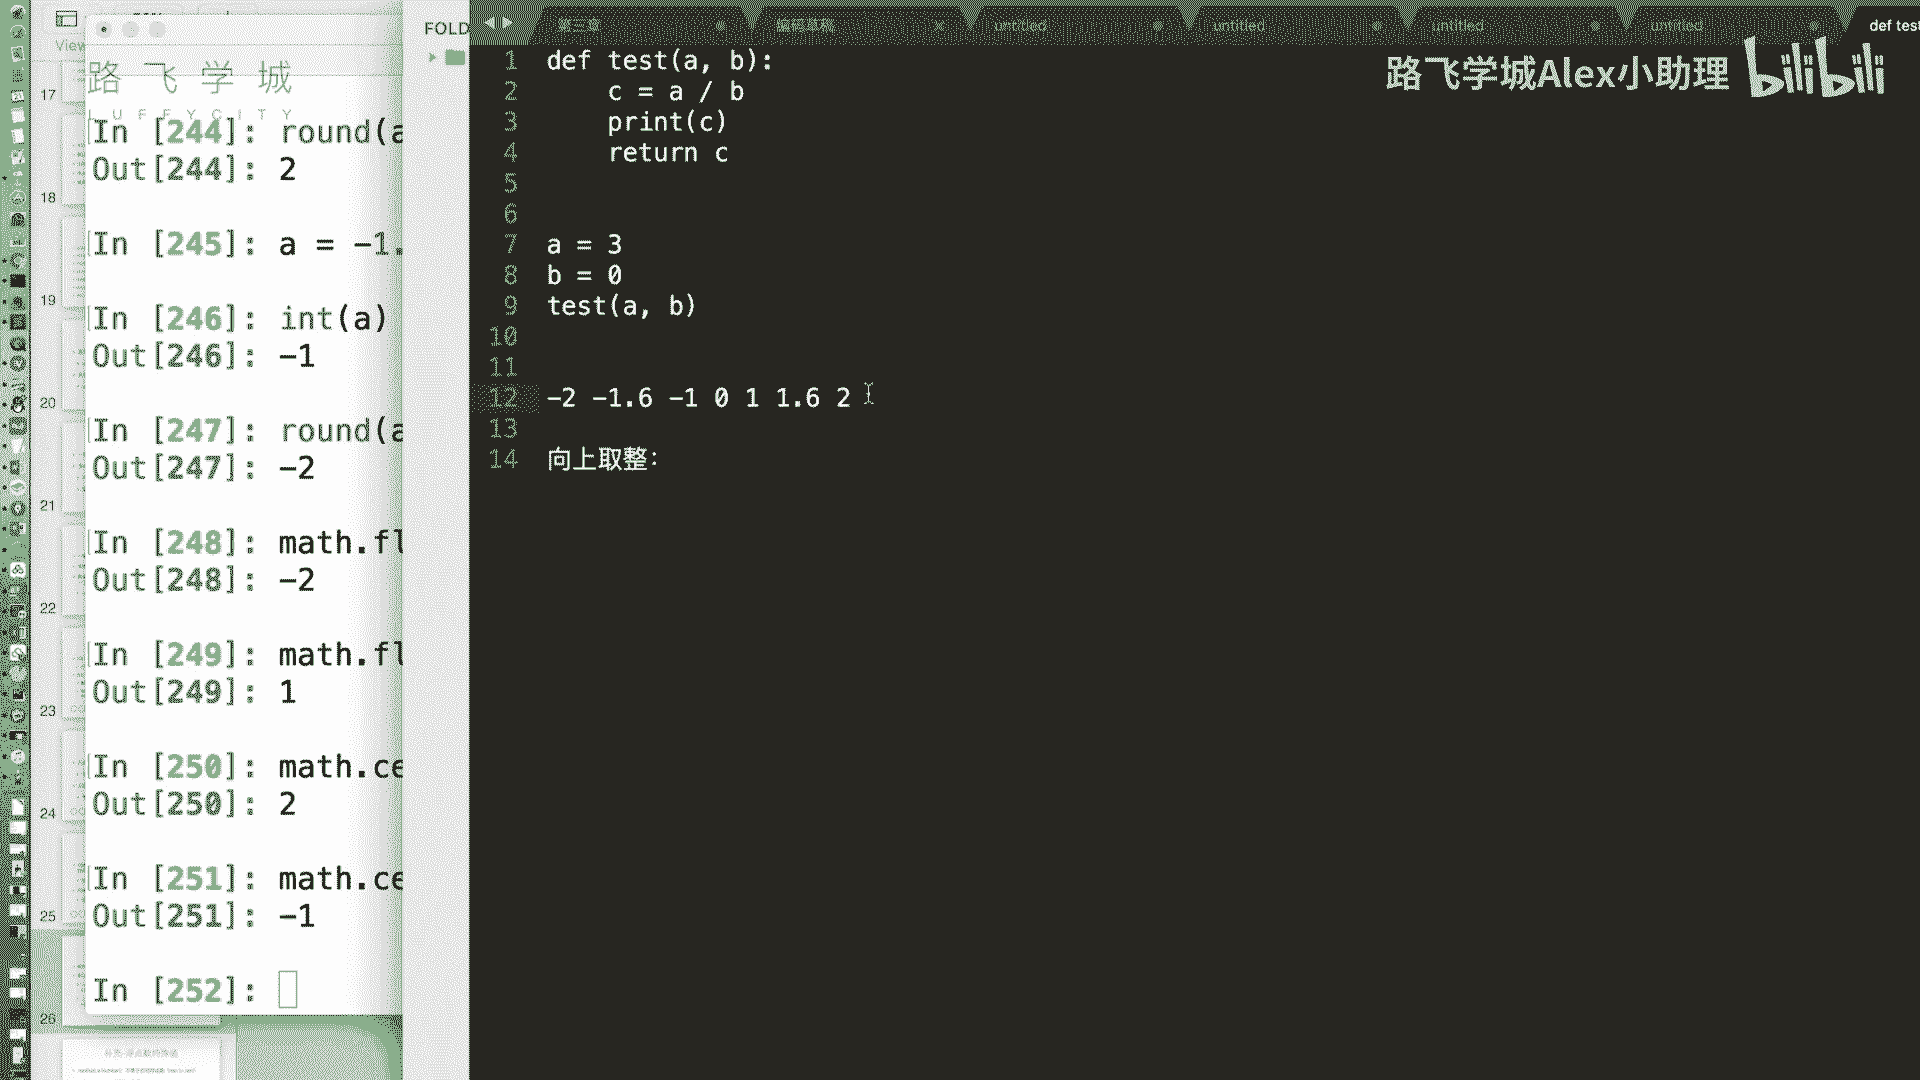 View
路飞学城
LUFFYCITY
17
18
19
20
21
22
23
24
25
26
In [244]: round(a
Out[244]: 2
In [245]: a = -1.
In [246]: int(a)
Out[246]: -1
In [247]: round(a
Out[247]: -2
In [248]: math.fl
Out[248]: -2
In [249]: math.fl
Out[249]: 1
In [250]: math.ce
Out[250]: 2
In [251]: math.ce
Out[251]: -1
In [252]:
FOLD
第三章
编码草稿
untitled
untitled
untitled
untitled
def test
路飞学城Alex小助理 bilibili
1 def test(a, b):
2 c = a / b
3 print(c)
4 return c
5
6
7 a = 3
8 b = 0
9 test(a, b)
10
11
12 -2 -1.6 -1 0 1 1.6 2
13
14 向上取整: